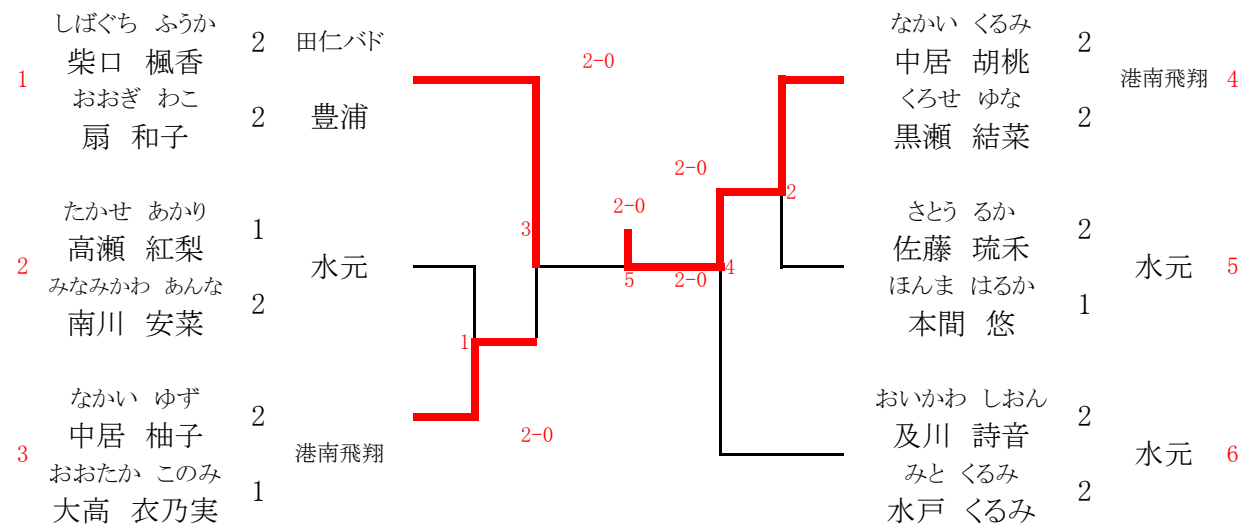 しばぐち ふうか
柴口 楓香
2
田仁バド
1
おおぎ わこ
扇 和子
2
豊浦
たかせ あかり
高瀬 紅梨
1
水元
2
みなみかわ あんな
南川 安菜
2
なかい ゆず
中居 柚子
2
港南飛翔
3
おおたか このみ
大高 衣乃実
1
2-0
3
1
2-0
2-0
5
2-0
4
2-0
2
なかい くるみ
中居 胡桃
2
港南飛翔
4
くろせ ゆな
黒瀬 結菜
2
さとう るか
佐藤 琉禾
2
水元
5
ほんま はるか
本間 悠
1
おいかわ しおん
及川 詩音
2
水元
6
みと くるみ
水戸 くるみ
2